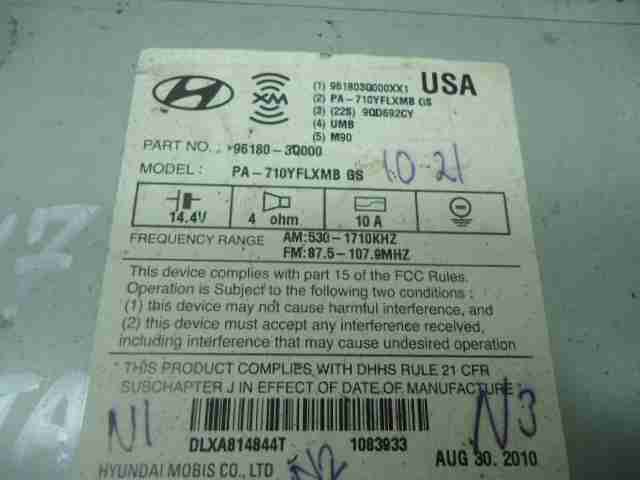 XM
(1) 961803Q000XX1 USA
(2) PA-710YFLXMB GS
(3) (22S) 9QD692CY
(4) UMB
(5) M90
PART NO. *96180-3Q000
MODEL: PA-710YFLXMB GS 10-21
14.4V 4 ohm 10 A
FREQUENCY RANGE AM:530-1710KHZ
FM:87.5-107.9MHZ
This device complies with part 15 of the FCC Rules.
Operation is Subject to the following two conditions :
(1) this device may not cause harmful interference, and
(2) this device must accept any interference received,
including interference that may cause undesired operation
*THIS PRODUCT COMPLIES WITH DHHS RULE 21 CFR
SUBCHAPTER J IN EFFECT OF DATE OF MANUFACTURE.
N1 N3
DLXA814844T 1083933
HYUNDAI MOBIS CO., LTD N2 AUG 30. 2010